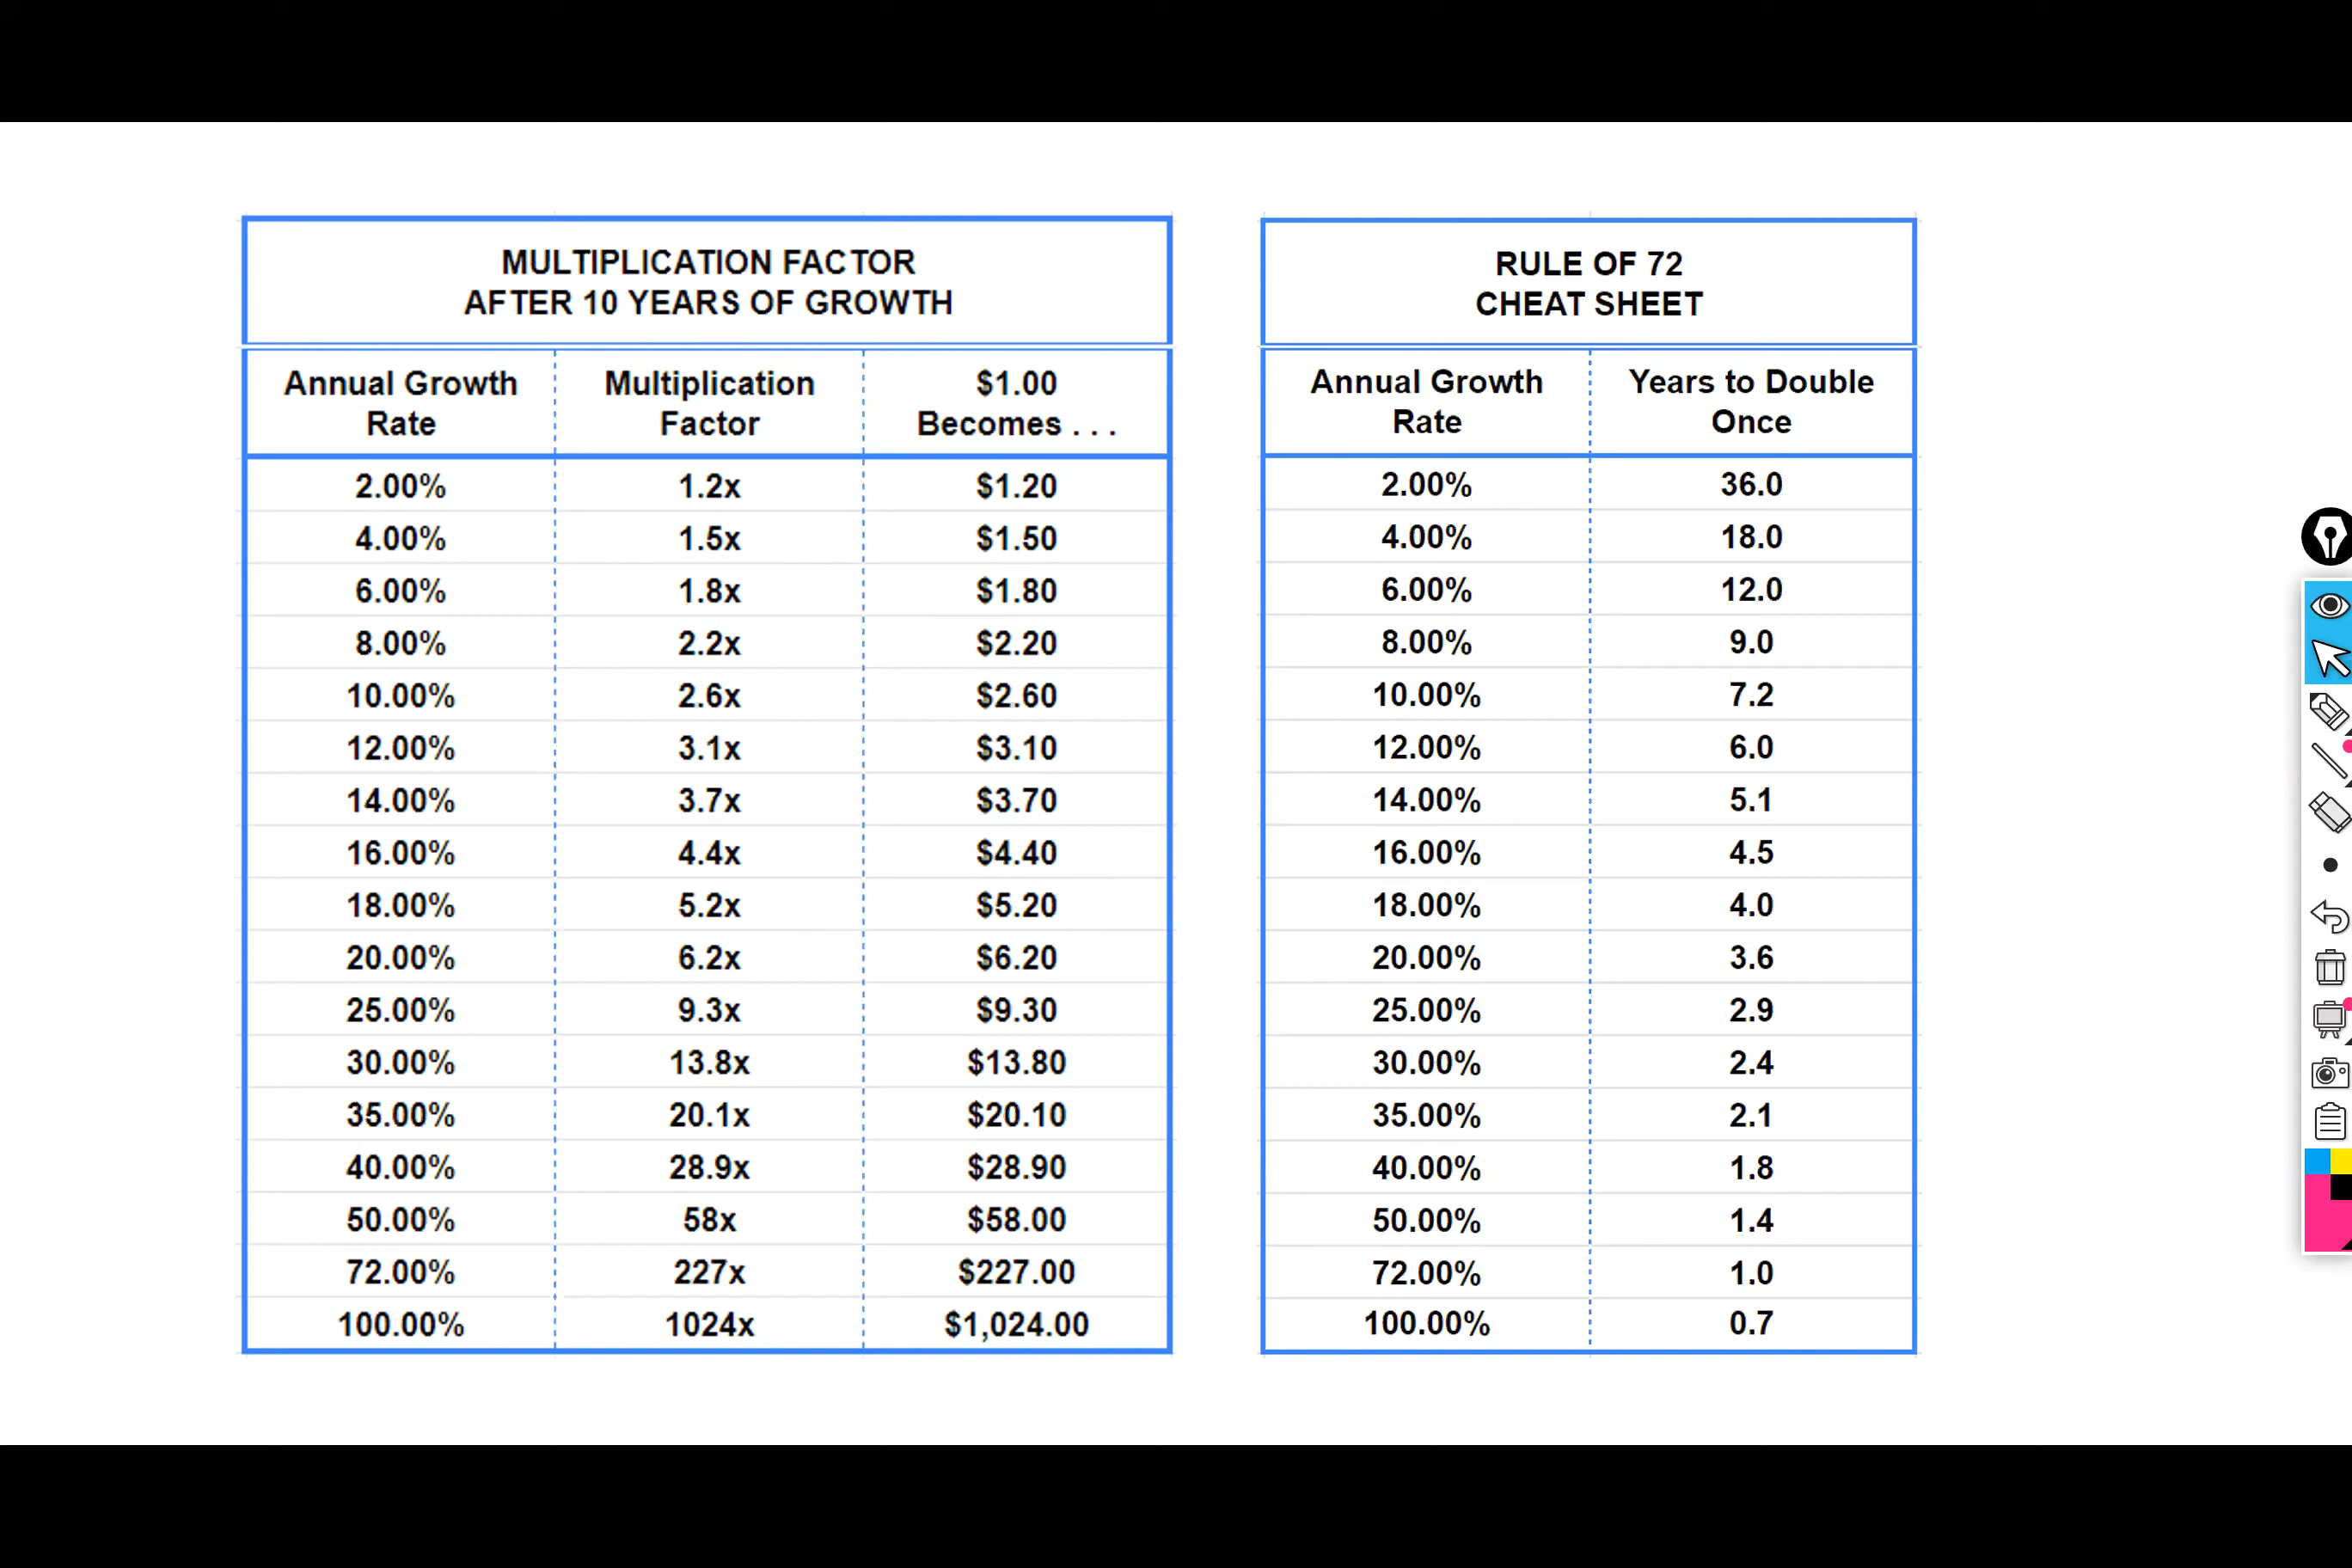 MULTIPLICATION FACTOR
AFTER 10 YEARS OF GROWTH
Annual Growth Rate Multiplication Factor $1.00 Becomes . . .
2.00% 1.2x $1.20
4.00% 1.5x $1.50
6.00% 1.8x $1.80
8.00% 2.2x $2.20
10.00% 2.6x $2.60
12.00% 3.1x $3.10
14.00% 3.7x $3.70
16.00% 4.4x $4.40
18.00% 5.2x $5.20
20.00% 6.2x $6.20
25.00% 9.3x $9.30
30.00% 13.8x $13.80
35.00% 20.1x $20.10
40.00% 28.9x $28.90
50.00% 58x $58.00
72.00% 227x $227.00
100.00% 1024x $1,024.00
RULE OF 72
CHEAT SHEET
Annual Growth Rate Years to Double Once
2.00% 36.0
4.00% 18.0
6.00% 12.0
8.00% 9.0
10.00% 7.2
12.00% 6.0
14.00% 5.1
16.00% 4.5
18.00% 4.0
20.00% 3.6
25.00% 2.9
30.00% 2.4
35.00% 2.1
40.00% 1.8
50.00% 1.4
72.00% 1.0
100.00% 0.7